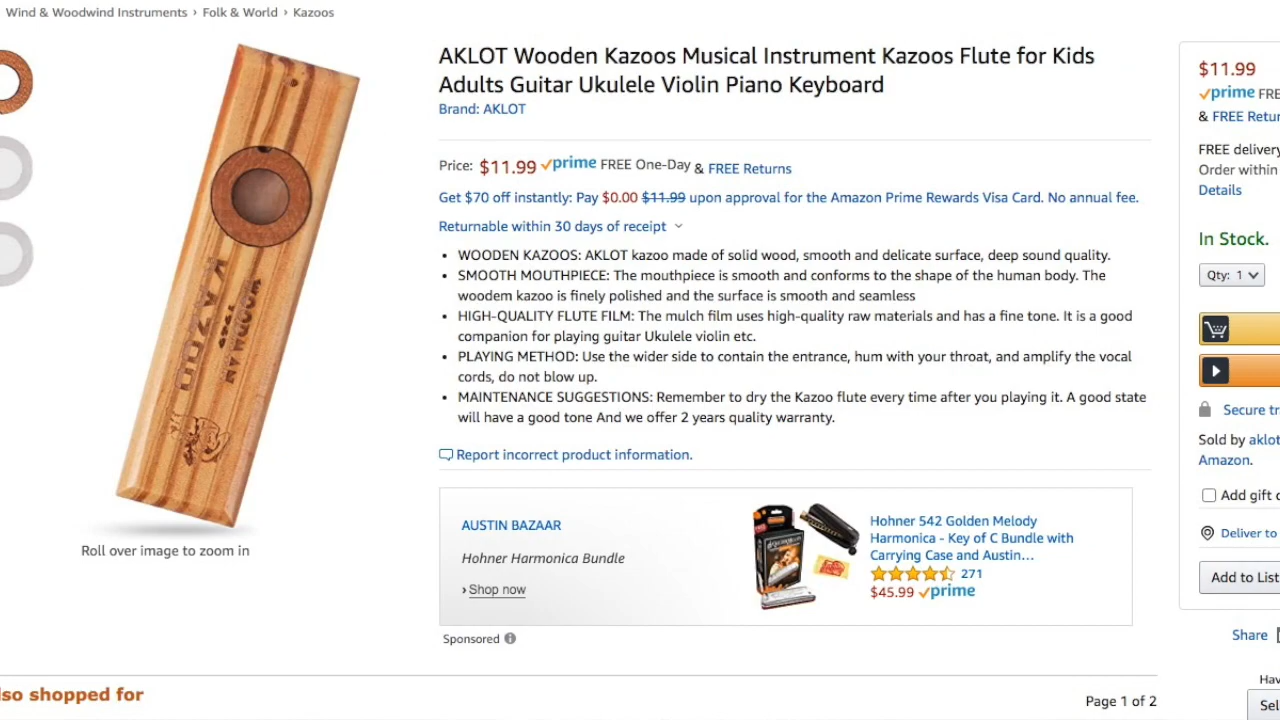 Wind & Woodwind Instruments › Folk & World › Kazoos
AKLOT Wooden Kazoos Musical Instrument Kazoos Flute for Kids
Adults Guitar Ukulele Violin Piano Keyboard
Brand: AKLOT
Price: $11.99 prime FREE One-Day & FREE Returns
Get $70 off instantly: Pay $0.00 $11.99 upon approval for the Amazon Prime Rewards Visa Card. No annual fee.
Returnable within 30 days of receipt
• WOODEN KAZOOS: AKLOT kazoo made of solid wood, smooth and delicate surface, deep sound quality.
• SMOOTH MOUTHPIECE: The mouthpiece is smooth and conforms to the shape of the human body. The
woodem kazoo is finely polished and the surface is smooth and seamless
• HIGH-QUALITY FLUTE FILM: The mulch film uses high-quality raw materials and has a fine tone. It is a good
companion for playing guitar Ukulele violin etc.
• PLAYING METHOD: Use the wider side to contain the entrance, hum with your throat, and amplify the vocal
cords, do not blow up.
• MAINTENANCE SUGGESTIONS: Remember to dry the Kazoo flute every time after you playing it. A good state
will have a good tone And we offer 2 years quality warranty.
Report incorrect product information.
KAZOO
WOODMAN
Roll over image to zoom in
AUSTIN BAZAAR
Hohner Harmonica Bundle
› Shop now
Hohner 542 Golden Melody
Harmonica - Key of C Bundle with
Carrying Case and Austin…
271
$45.99 prime
Sponsored
lso shopped for
Page 1 of 2
$11.99
prime FRE
& FREE Retur
FREE delivery
Order within
Details
In Stock.
Qty: 1
Secure tr
Sold by aklot
Amazon.
Add gift o
Deliver to
Add to List
Share
Hav
Sel